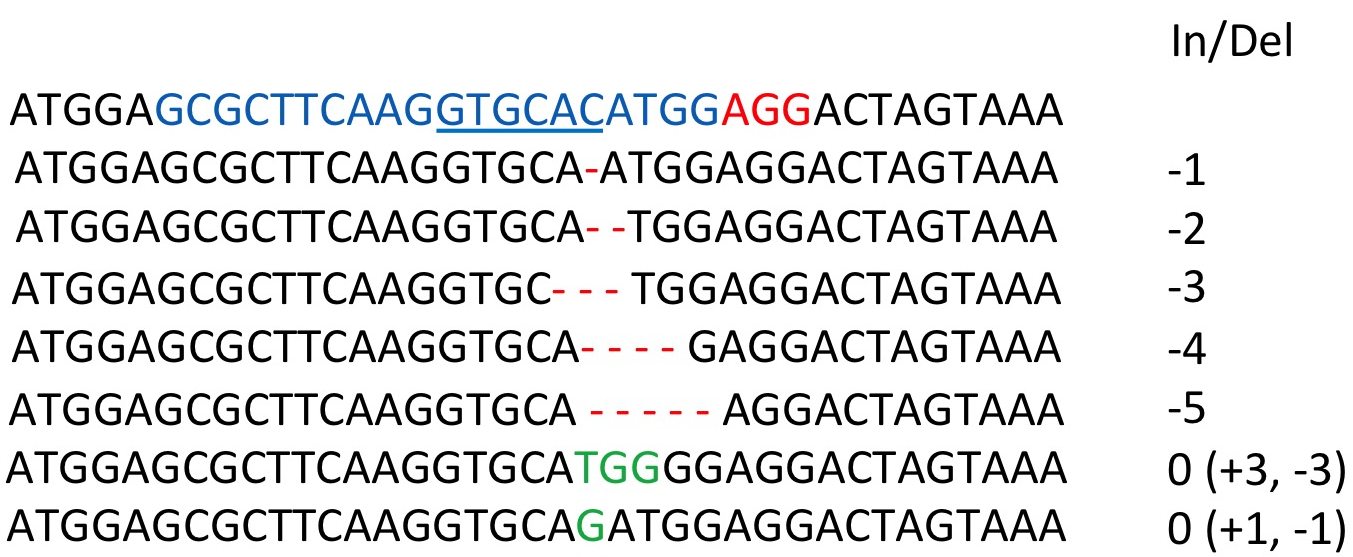 In/Del
ATGGAGCGCTTCAAGGTGCACATGGAGGACTAGTAAA
ATGGAGCGCTTCAAGGTGCA-ATGGAGGACTAGTAAA -1
ATGGAGCGCTTCAAGGTGCA- -TGGAGGACTAGTAAA -2
ATGGAGCGCTTCAAGGTGC- - - TGGAGGACTAGTAAA -3
ATGGAGCGCTTCAAGGTGCA- - - - GAGGACTAGTAAA -4
ATGGAGCGCTTCAAGGTGCA - - - - - AGGACTAGTAAA -5
ATGGAGCGCTTCAAGGTGCATGGGGAGGACTAGTAAA 0 (+3, -3)
ATGGAGCGCTTCAAGGTGCAGATGGAGGACTAGTAAA 0 (+1, -1)